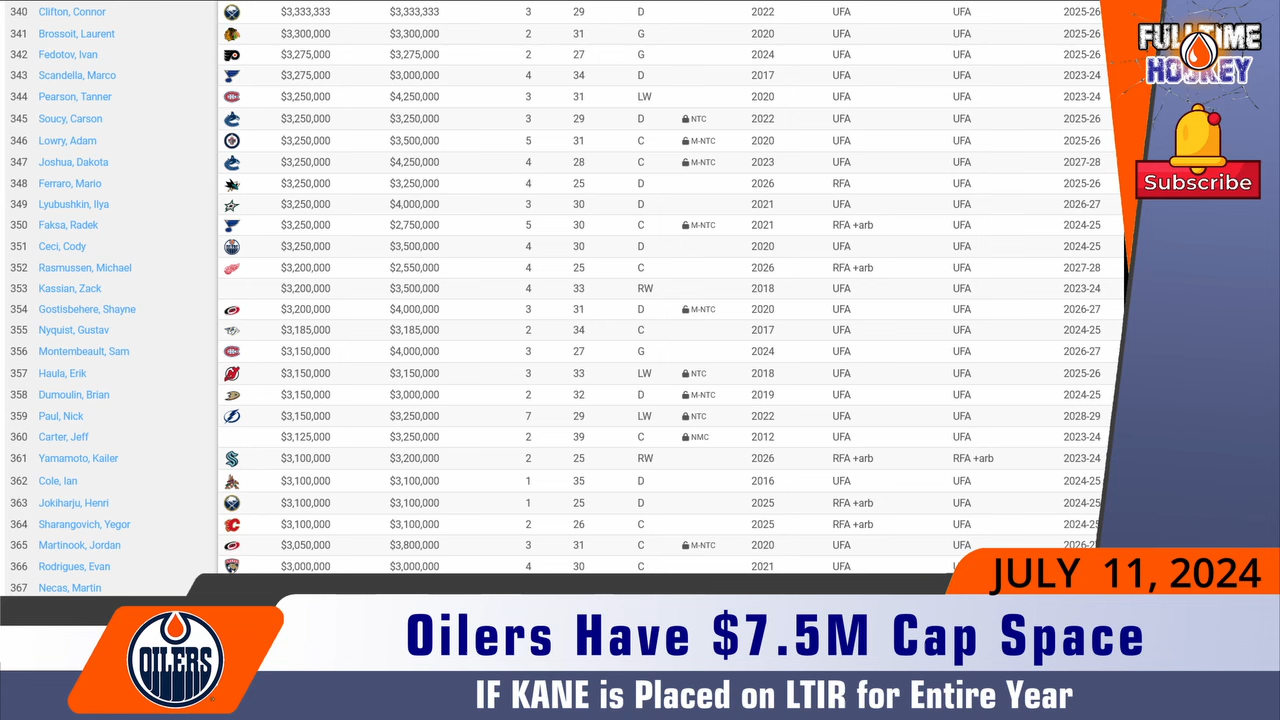 340 Clifton, Connor $3,333,333 $3,333,333 3 29 D 2022 UFA UFA 2025-26
341 Brossoit, Laurent $3,300,000 $3,300,000 2 31 G 2020 UFA UFA 2025-26
342 Fedotov, Ivan $3,275,000 $3,275,000 2 27 G 2024 UFA UFA 2025-26
343 Scandella, Marco $3,275,000 $3,000,000 4 34 D 2017 UFA UFA 2023-24
344 Pearson, Tanner $3,250,000 $4,250,000 3 31 LW 2020 UFA UFA 2023-24
345 Soucy, Carson $3,250,000 $3,250,000 3 29 D NTC 2022 UFA UFA 2025-26
346 Lowry, Adam $3,250,000 $3,500,000 5 31 C M-NTC 2020 UFA UFA 2025-26
347 Joshua, Dakota $3,250,000 $4,250,000 4 28 C M-NTC 2023 UFA UFA 2027-28
348 Ferraro, Mario $3,250,000 $3,250,000 4 25 D 2026 RFA UFA 2025-26
349 Lyubushkin, Ilya $3,250,000 $4,000,000 3 30 D 2021 UFA UFA 2026-27
350 Faksa, Radek $3,250,000 $2,750,000 5 30 C M-NTC 2021 RFA +arb UFA 2024-25
351 Ceci, Cody $3,250,000 $3,500,000 4 30 D 2020 UFA UFA 2024-25
352 Rasmussen, Michael $3,200,000 $2,550,000 4 25 C 2026 RFA +arb UFA 2027-28
353 Kassian, Zack $3,200,000 $3,500,000 4 33 RW 2018 UFA UFA 2023-24
354 Gostisbehere, Shayne $3,200,000 $4,000,000 3 31 D M-NTC 2020 UFA UFA 2026-27
355 Nyquist, Gustav $3,185,000 $3,185,000 2 34 C 2017 UFA UFA 2024-25
356 Montembeault, Sam $3,150,000 $4,000,000 3 27 G 2024 UFA UFA 2026-27
357 Haula, Erik $3,150,000 $3,150,000 3 33 LW NTC 2018 UFA UFA 2025-26
358 Dumoulin, Brian $3,150,000 $3,000,000 2 32 D M-NTC 2019 UFA UFA 2024-25
359 Paul, Nick $3,150,000 $3,250,000 7 29 LW NTC 2022 UFA UFA 2028-29
360 Carter, Jeff $3,125,000 $3,250,000 2 39 C NMC 2012 UFA UFA 2023-24
361 Yamamoto, Kailer $3,100,000 $3,200,000 2 25 RW 2026 RFA +arb RFA +arb 2023-24
362 Cole, Ian $3,100,000 $3,100,000 1 35 D 2016 UFA UFA 2024-25
363 Jokiharju, Henri $3,100,000 $3,100,000 1 25 D 2025 RFA +arb UFA 2024-25
364 Sharangovich, Yegor $3,100,000 $3,100,000 2 26 C 2025 RFA +arb UFA 2024-25
365 Martinook, Jordan $3,050,000 $3,800,000 3 31 C M-NTC 2020 UFA UFA
366 Rodrigues, Evan $3,000,000 $3,000,000 4 30 C 2021 UFA
367 Necas, Martin
FULL TIME
HOCKEY
Subscribe
JULY 11, 2024
OILERS
Oilers Have $7.5M Cap Space
IF KANE is Placed on LTIR for Entire Year